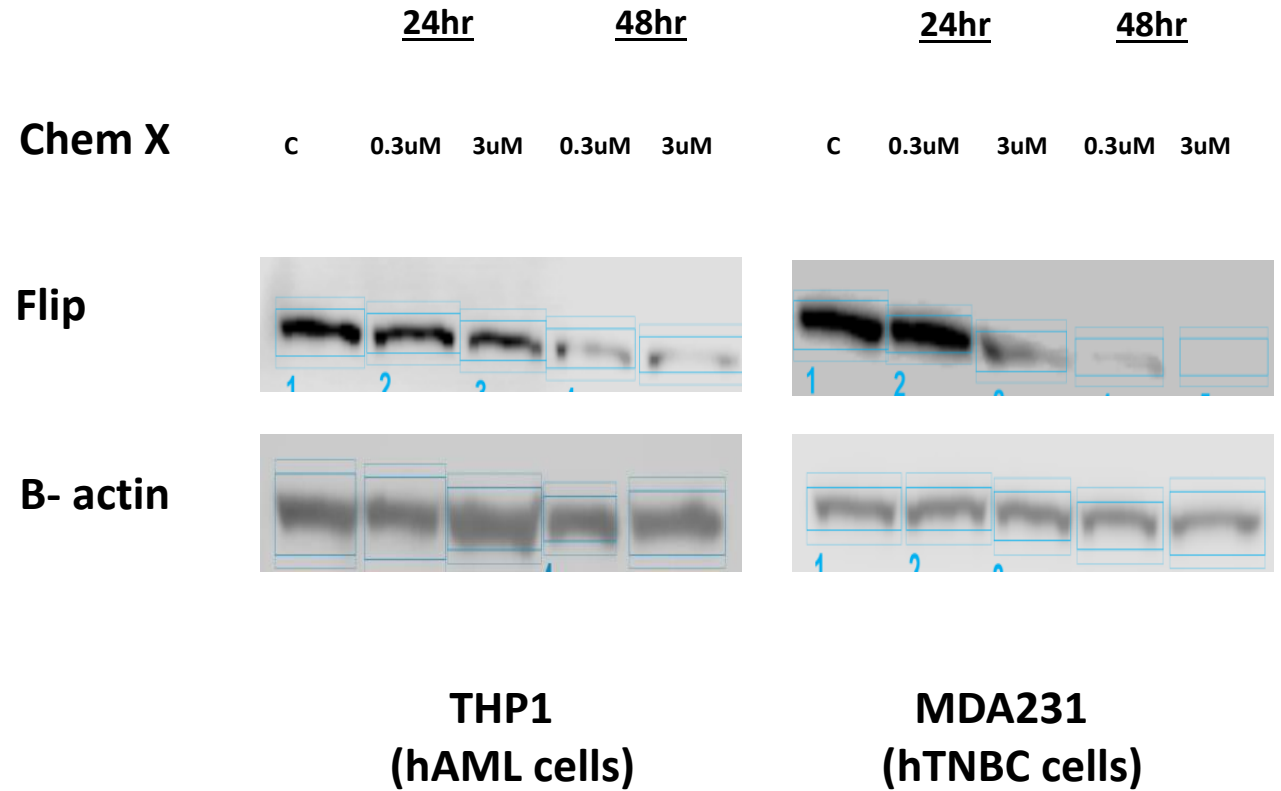 24hr 48hr 24hr 48hr
Chem X C 0.3uM 3uM 0.3uM 3uM C 0.3uM 3uM 0.3uM 3uM
Flip
1 2 3 1 2
B- actin
1 2
THP1 MDA231
(hAML cells) (hTNBC cells)